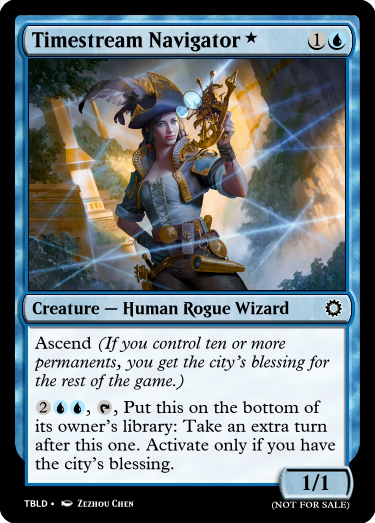 Timestream Navigator★ 1
Creature — Human Rogue Wizard
Ascend (If you control ten or more
permanents, you get the city's blessing for
the rest of the game.)
2, , Put this on the bottom of
its owner's library: Take an extra turn
after this one. Activate only if you have
the city's blessing.
1/1
TBLD • Zezhou Chen (NOT FOR SALE)